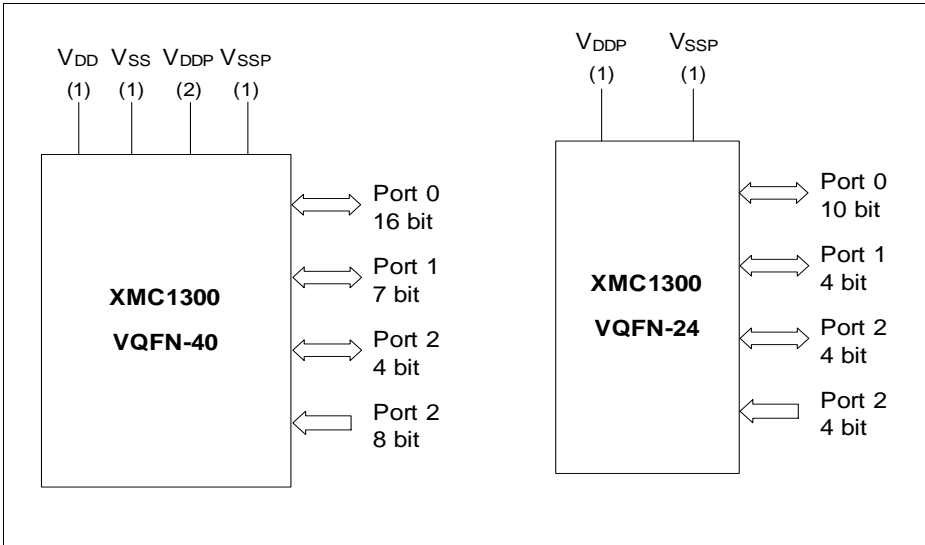 VDD VSS VDDP VSSP
(1) (1) (2) (1)
XMC1300
VQFN-40
Port 0
16 bit
Port 1
7 bit
Port 2
4 bit
Port 2
8 bit
VDDP VSSP
(1) (1)
XMC1300
VQFN-24
Port 0
10 bit
Port 1
4 bit
Port 2
4 bit
Port 2
4 bit